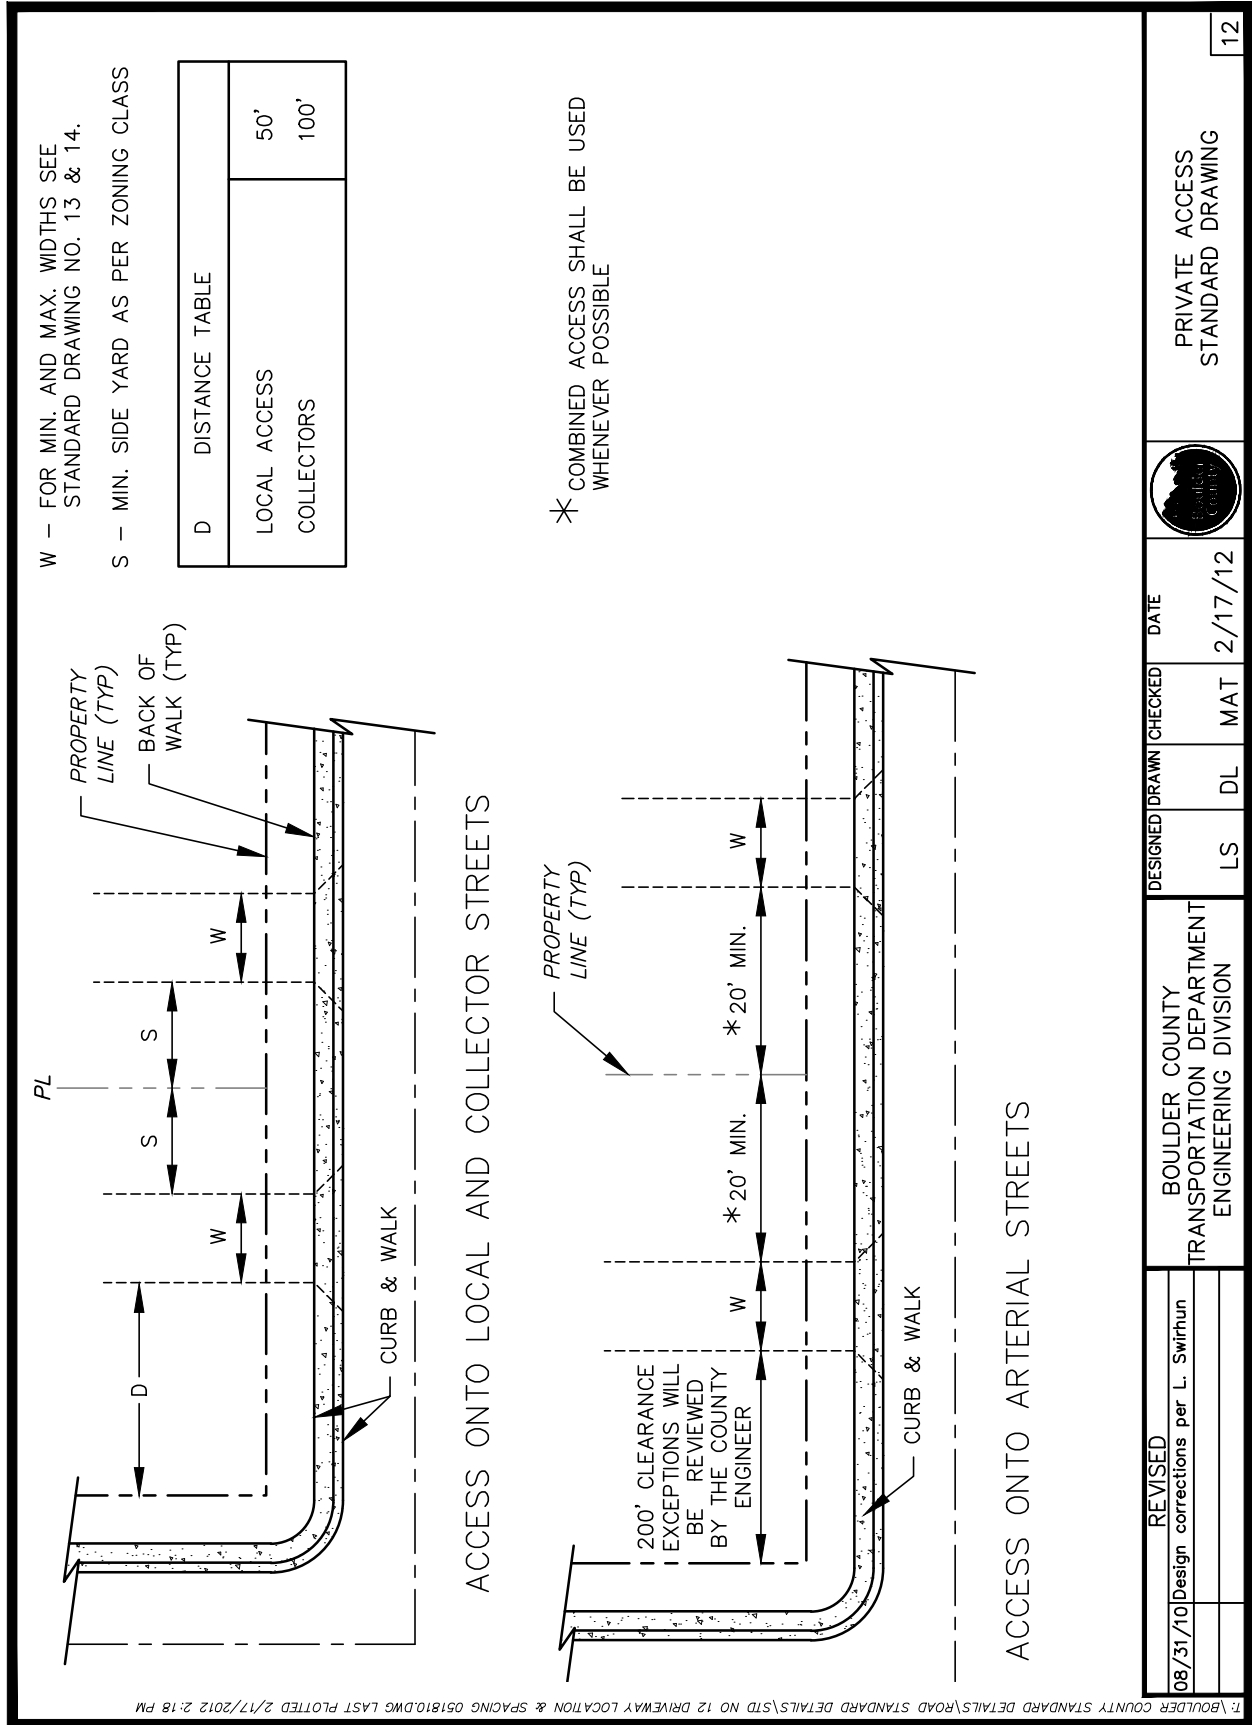 W – FOR MIN. AND MAX. WIDTHS SEE
STANDARD DRAWING NO. 13 & 14.
S – MIN. SIDE YARD AS PER ZONING CLASS
D DISTANCE TABLE
LOCAL ACCESS 50'
COLLECTORS 100'
PL
PROPERTY
LINE (TYP)
BACK OF
WALK (TYP)
D
W
S
S
W
CURB & WALK
ACCESS ONTO LOCAL AND COLLECTOR STREETS
* COMBINED ACCESS SHALL BE USED
WHENEVER POSSIBLE
PROPERTY
LINE (TYP)
200' CLEARANCE
EXCEPTIONS WILL
BE REVIEWED
BY THE COUNTY
ENGINEER
W
*20' MIN.
*20' MIN.
W
CURB & WALK
ACCESS ONTO ARTERIAL STREETS
REVISED
08/31/10 Design corrections per L. Swirhun
BOULDER COUNTY
TRANSPORTATION DEPARTMENT
ENGINEERING DIVISION
DESIGNED DRAWN CHECKED DATE
LS DL MAT 2/17/12
Boulder
County
PRIVATE ACCESS
STANDARD DRAWING
12
T:\BOULDER COUNTY STANDARD DETAILS\ROAD STANDARD DETAILS\STD NO 12 DRIVEWAY LOCATION & SPACING 051810.DWG LAST PLOTTED 2/17/2012 2:18 PM